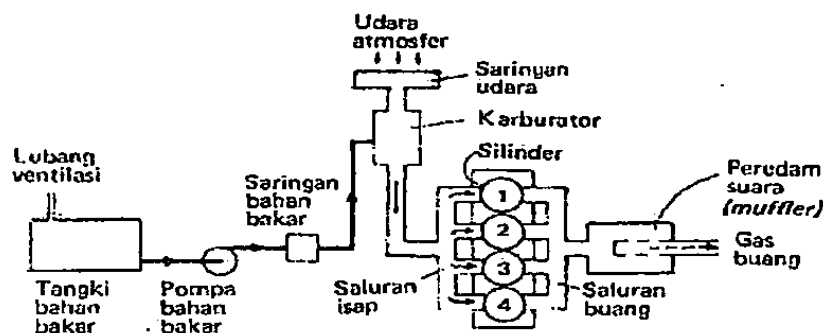 Udara
atmosfer
Saringan
udara
Karburator
Lubang
ventilasi
Silinder
Saringan
bahan
bakar
Peredam
suara
(muffler)
1
2
3
4
Gas
buang
Tangki
bahan
bakar
Pompa
bahan
bakar
Saluran
isap
Saluran
buang